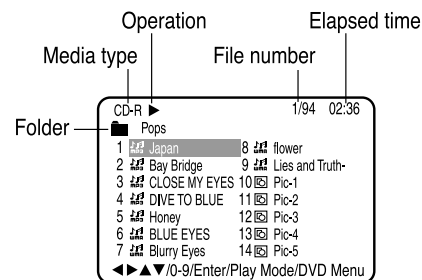 Operation Elapsed time
Media type File number
CD-R ▶ 1/94 02:36
Folder Pops
1 Japan 8 flower
2 Bay Bridge 9 Lies and Truth-
3 CLOSE MY EYES 10 Pic-1
4 DIVE TO BLUE 11 Pic-2
5 Honey 12 Pic-3
6 BLUE EYES 13 Pic-4
7 Blurry Eyes 14 Pic-5
◀▶▲▼/0-9/Enter/Play Mode/DVD Menu